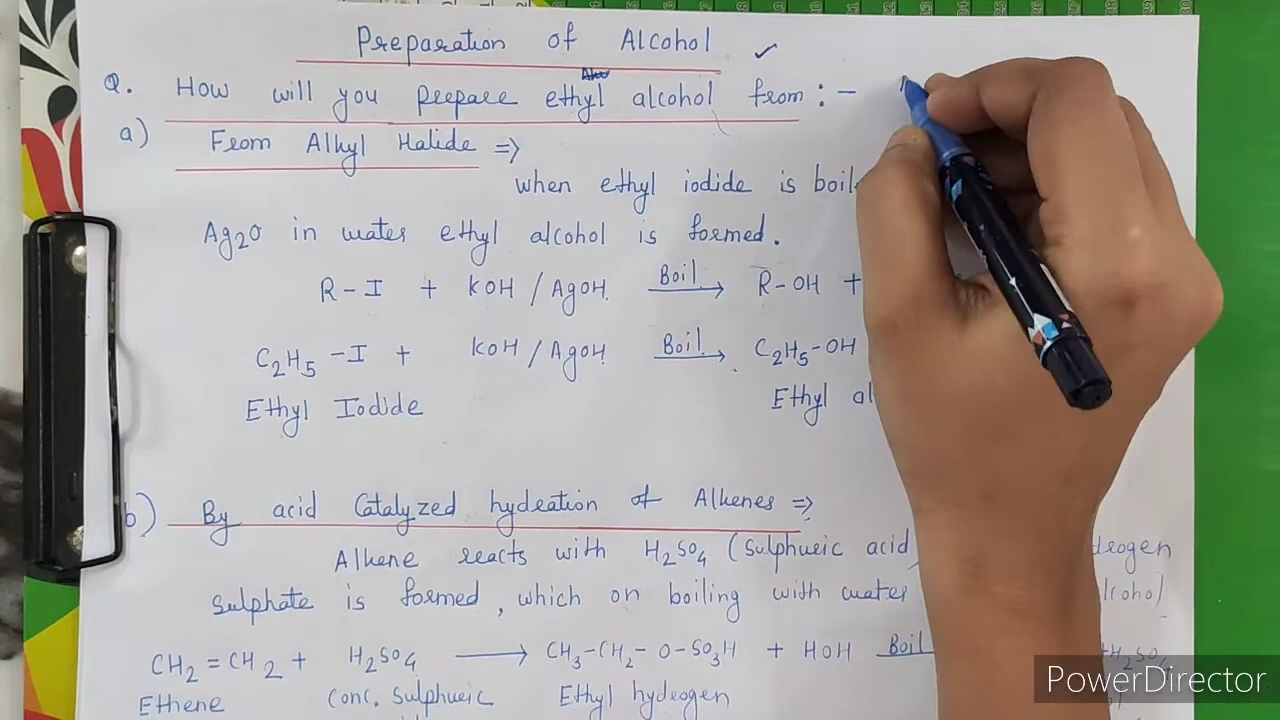 Preparation of Alcohol ✓
Q. How will you prepare ethyl alcohol from : -
a) From Alkyl Halide ⇒
when ethyl iodide is
Ag2O in water ethyl alcohol is formed.
R-I + KOH / AgOH Boil → R-OH +
C2H5-I + KOH / AgOH Boil → C2H5-OH
Ethyl Iodide Ethyl
b) By acid Catalyzed hydration of Alkenes ⇒
Alkene reacts with H2SO4 (Sulphuric acid
Sulphate is formed, which on boiling with water
CH2=CH2 + H2SO4 → CH3-CH2-O-SO3H + HOH Boil
Ethene conc. Sulphuric Ethyl hydrogen
PowerDirector